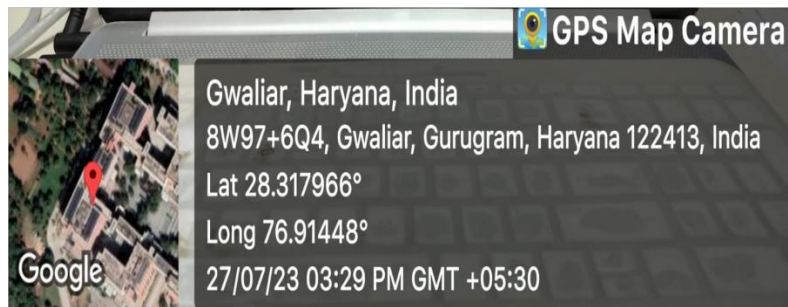 GPS Map Camera
Gwaliar, Haryana, India
8W97+6Q4, Gwaliar, Gurugram, Haryana 122413, India
Lat 28.317966°
Long 76.91448°
27/07/23 03:29 PM GMT +05:30
Google